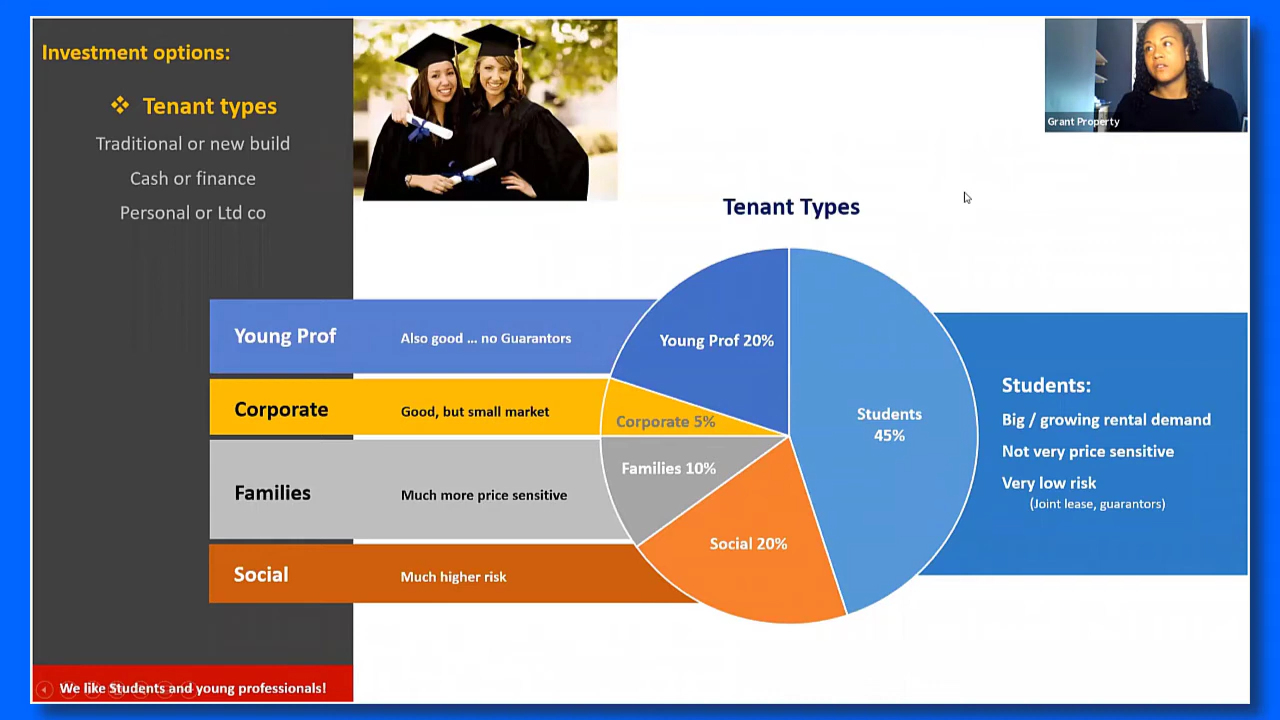 Investment options:
❖ Tenant types
Traditional or new build
Cash or finance
Personal or Ltd co
Grant Property
Tenant Types
Young Prof
Also good ... no Guarantors
Corporate
Good, but small market
Families
Much more price sensitive
Social
Much higher risk
Young Prof 20%
Corporate 5%
Families 10%
Social 20%
Students
45%
Students:
Big / growing rental demand
Not very price sensitive
Very low risk
(Joint lease, guarantors)
We like Students and young professionals!